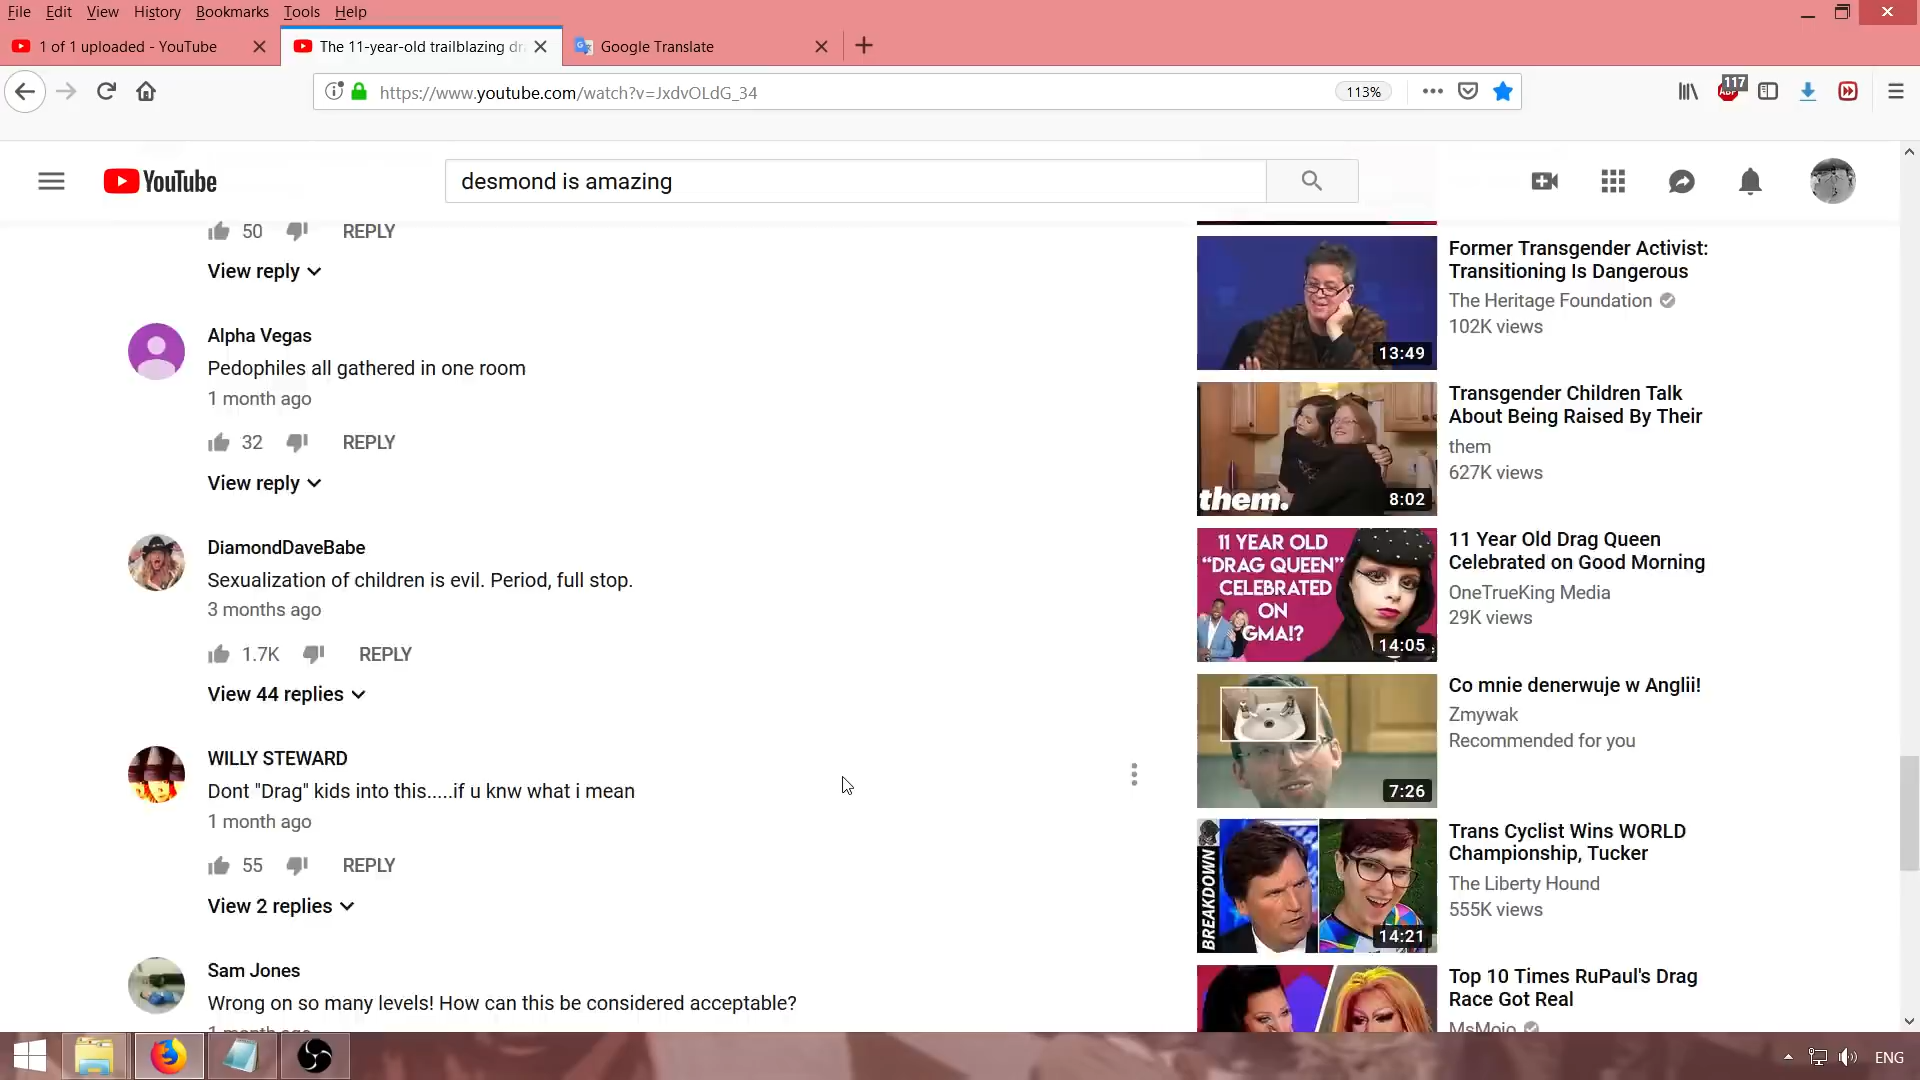 File Edit View History Bookmarks Tools Help
1 of 1 uploaded - YouTube
The 11-year-old trailblazing dr
Google Translate
https://www.youtube.com/watch?v=JxdvOLdG_34
113%
117
ABP
YouTube
desmond is amazing
50 REPLY
View reply
Alpha Vegas
Pedophiles all gathered in one room
1 month ago
32 REPLY
View reply
DiamondDaveBabe
Sexualization of children is evil. Period, full stop.
3 months ago
1.7K REPLY
View 44 replies
WILLY STEWARD
Dont "Drag" kids into this.....if u knw what i mean
1 month ago
55 REPLY
View 2 replies
Sam Jones
Wrong on so many levels! How can this be considered acceptable?
1 month ago
13:49
Former Transgender Activist:
Transitioning Is Dangerous
The Heritage Foundation
102K views
them.
8:02
Transgender Children Talk
About Being Raised By Their
them
627K views
11 YEAR OLD
“DRAG QUEEN”
CELEBRATED
ON
GMA!?
14:05
11 Year Old Drag Queen
Celebrated on Good Morning
OneTrueKing Media
29K views
7:26
Co mnie denerwuje w Anglii!
Zmywak
Recommended for you
BREAKDOWN
14:21
Trans Cyclist Wins WORLD
Championship, Tucker
The Liberty Hound
555K views
Top 10 Times RuPaul's Drag
Race Got Real
MsMojo
ENG